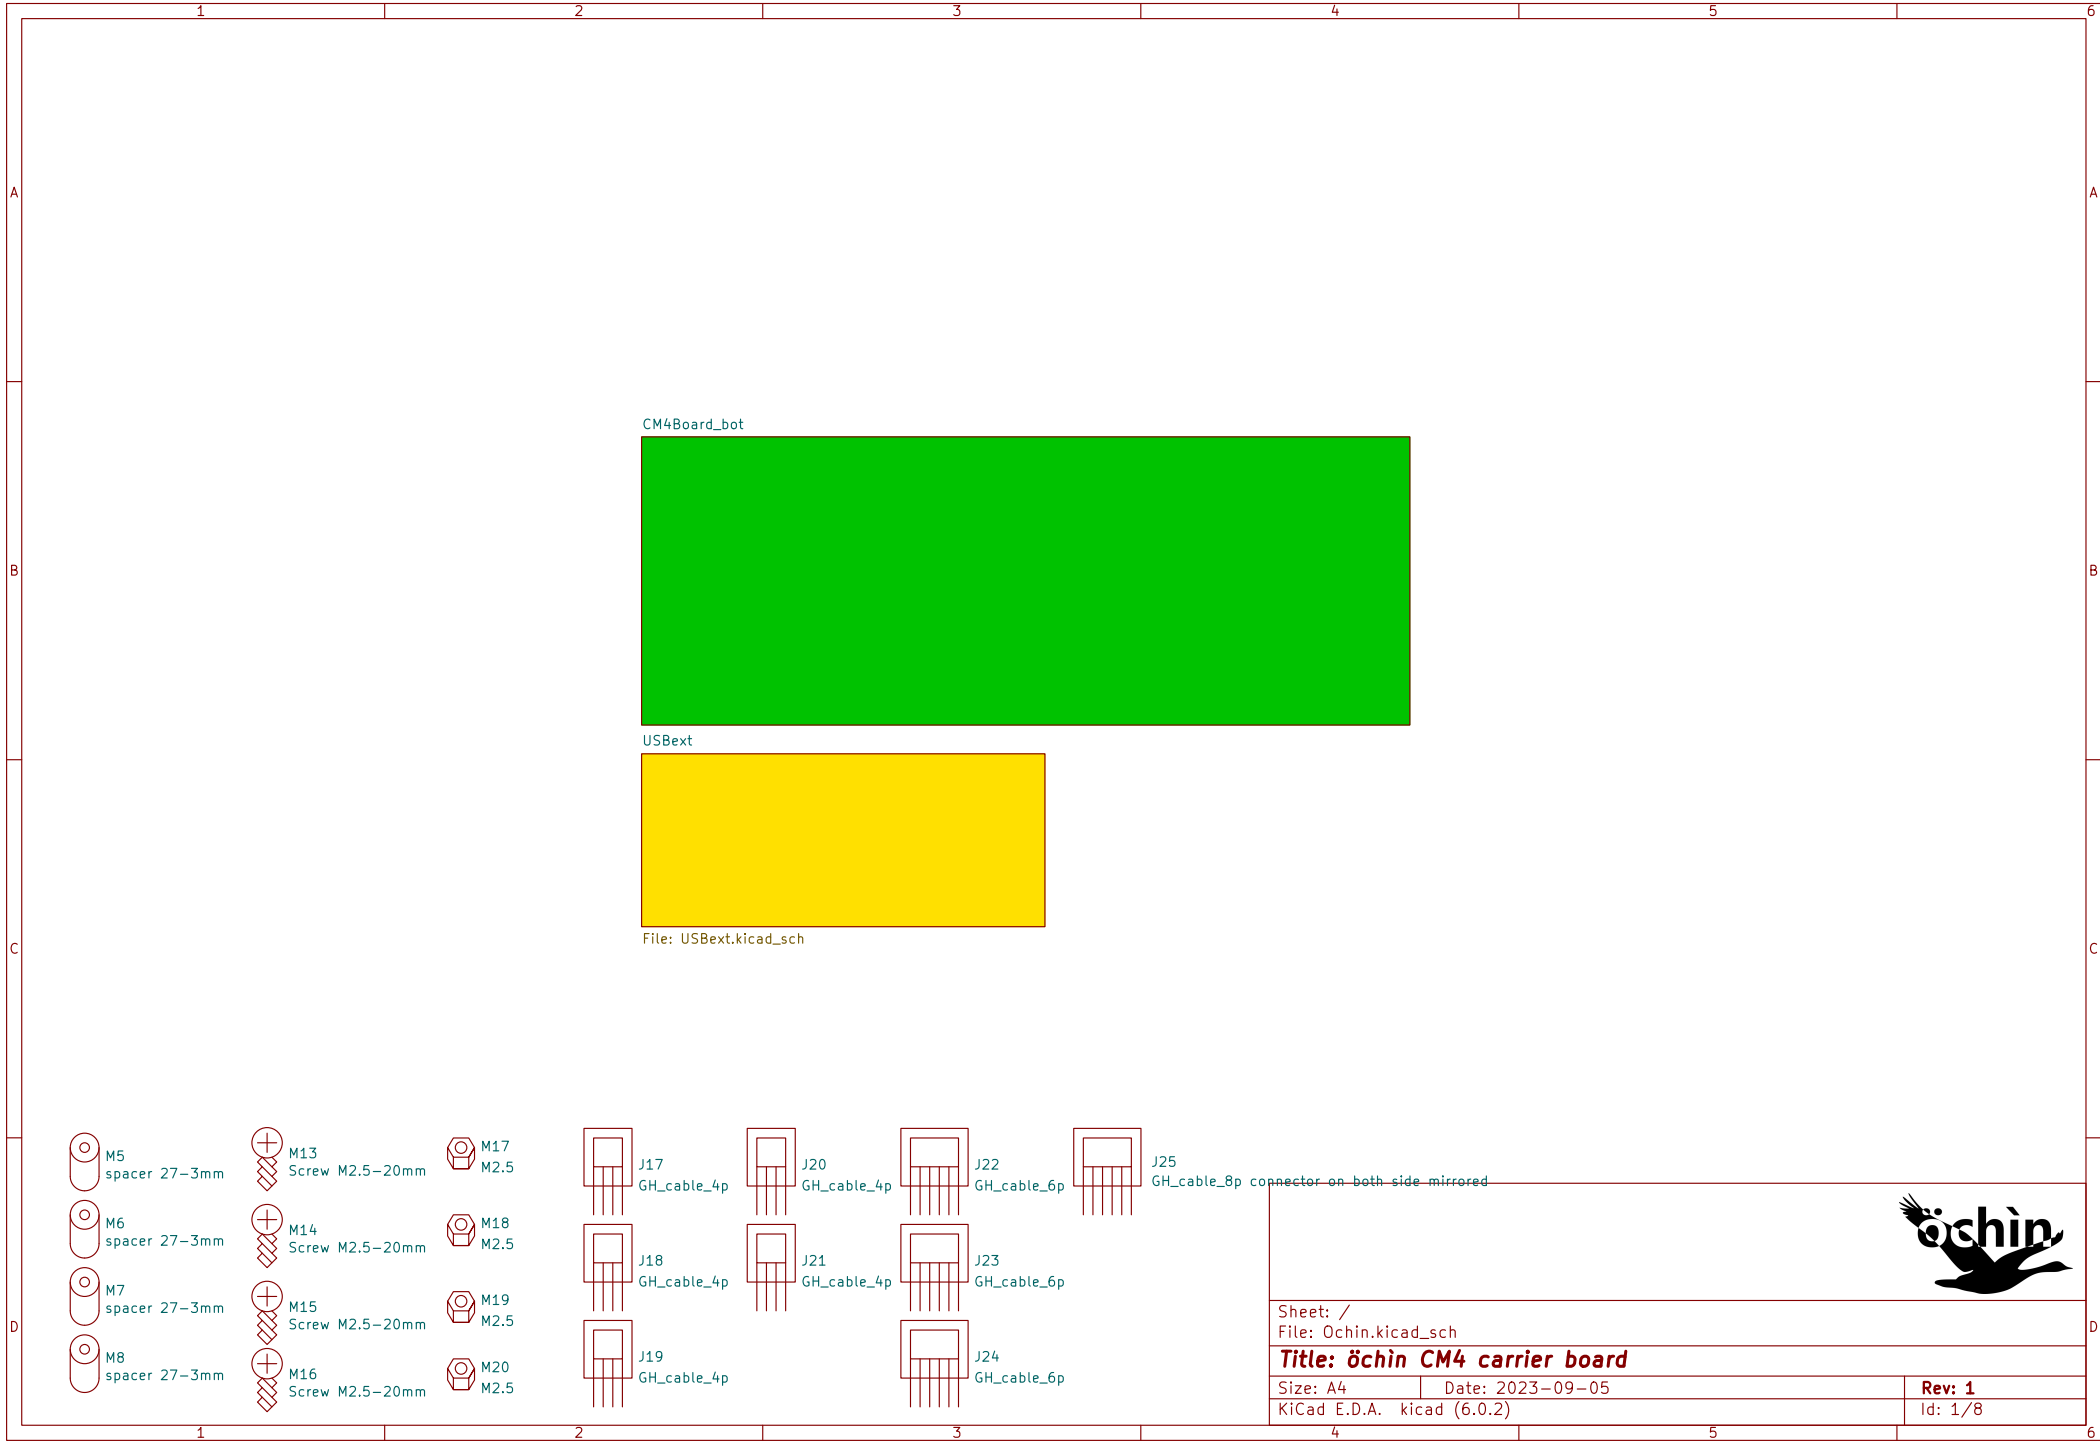 1 2 3 4 5 6
A A
B B
C C
D D
CM4Board_bot
USBext
File: USBext.kicad_sch
M5
spacer 27-3mm
M6
spacer 27-3mm
M7
spacer 27-3mm
M8
spacer 27-3mm
M13
Screw M2.5-20mm
M14
Screw M2.5-20mm
M15
Screw M2.5-20mm
M16
Screw M2.5-20mm
M17
M2.5
M18
M2.5
M19
M2.5
M20
M2.5
J17
GH_cable_4p
J18
GH_cable_4p
J19
GH_cable_4p
J20
GH_cable_4p
J21
GH_cable_4p
J22
GH_cable_6p
J23
GH_cable_6p
J24
GH_cable_6p
J25
GH_cable_8p connector on both side mirrored
öchìn
Sheet: /
File: Ochin.kicad_sch
Title: öchìn CM4 carrier board
Size: A4 Date: 2023-09-05 Rev: 1
KiCad E.D.A. kicad (6.0.2) Id: 1/8
1 2 3 4 5 6